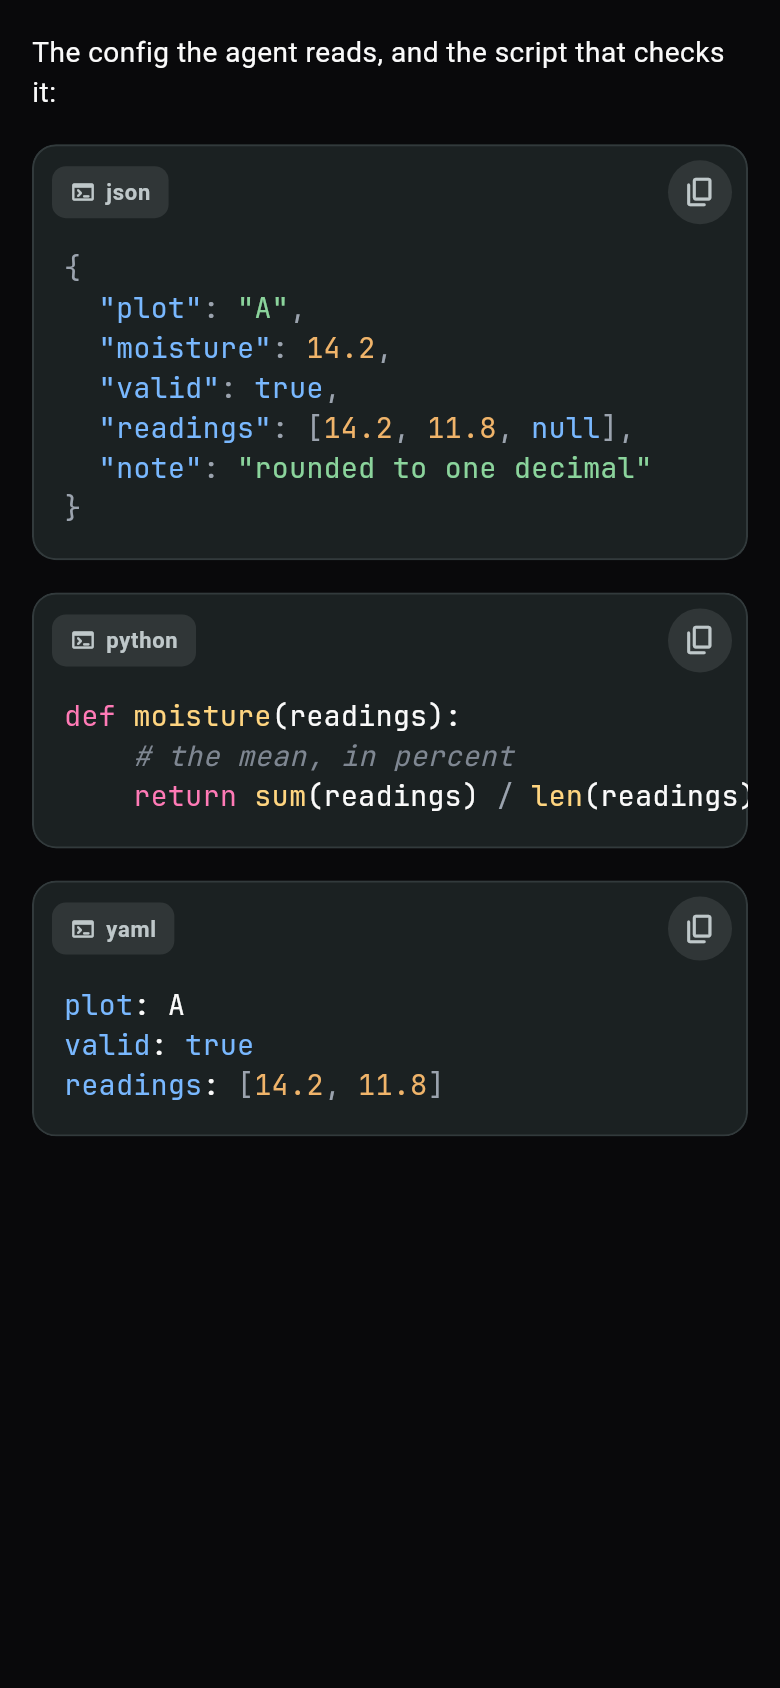 The config the agent reads, and the script that checks
it:
json
{
  "plot": "A",
  "moisture": 14.2,
  "valid": true,
  "readings": [14.2, 11.8, null],
  "note": "rounded to one decimal"
}
python
def moisture(readings):
    # the mean, in percent
    return sum(readings) / len(readings)
yaml
plot: A
valid: true
readings: [14.2, 11.8]